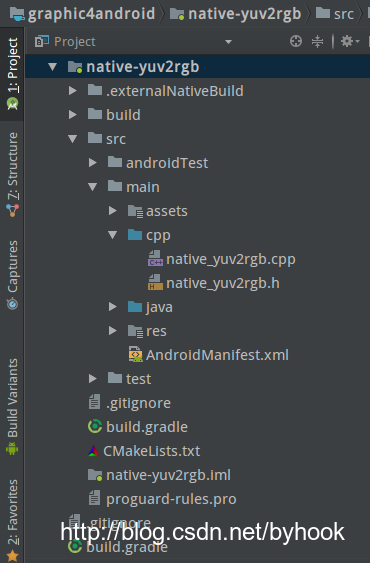 graphic4android native-yuv2rgb src
Project
native-yuv2rgb
.externalNativeBuild
build
src
androidTest
main
assets
cpp
native_yuv2rgb.cpp
native_yuv2rgb.h
java
res
AndroidManifest.xml
test
.gitignore
build.gradle
CMakeLists.txt
native-yuv2rgb.iml
proguard-rules.pro
.gitignore
build.gradle
http://blog.csdn.net/byhook
1: Project
7: Structure
Captures
Build Variants
2: Favorites